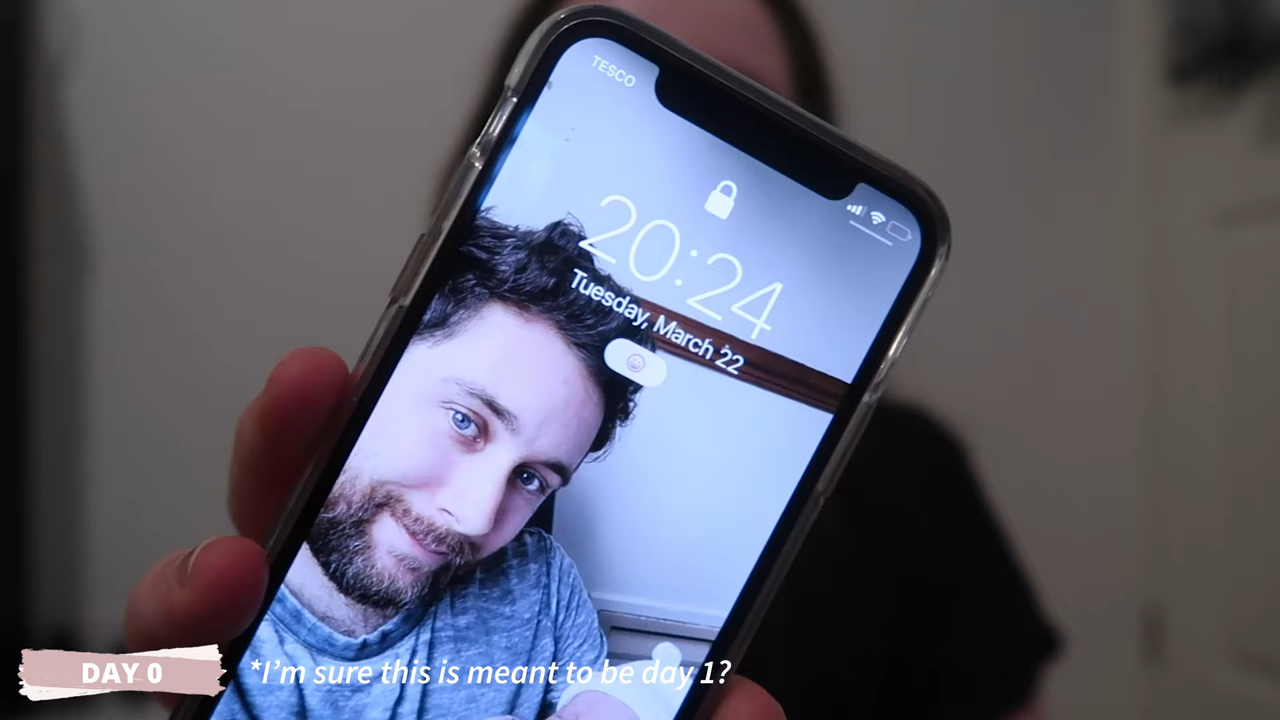 TESCO
20:24
Tuesday, March 22
DAY 0
*I'm sure this is meant to be day 1?